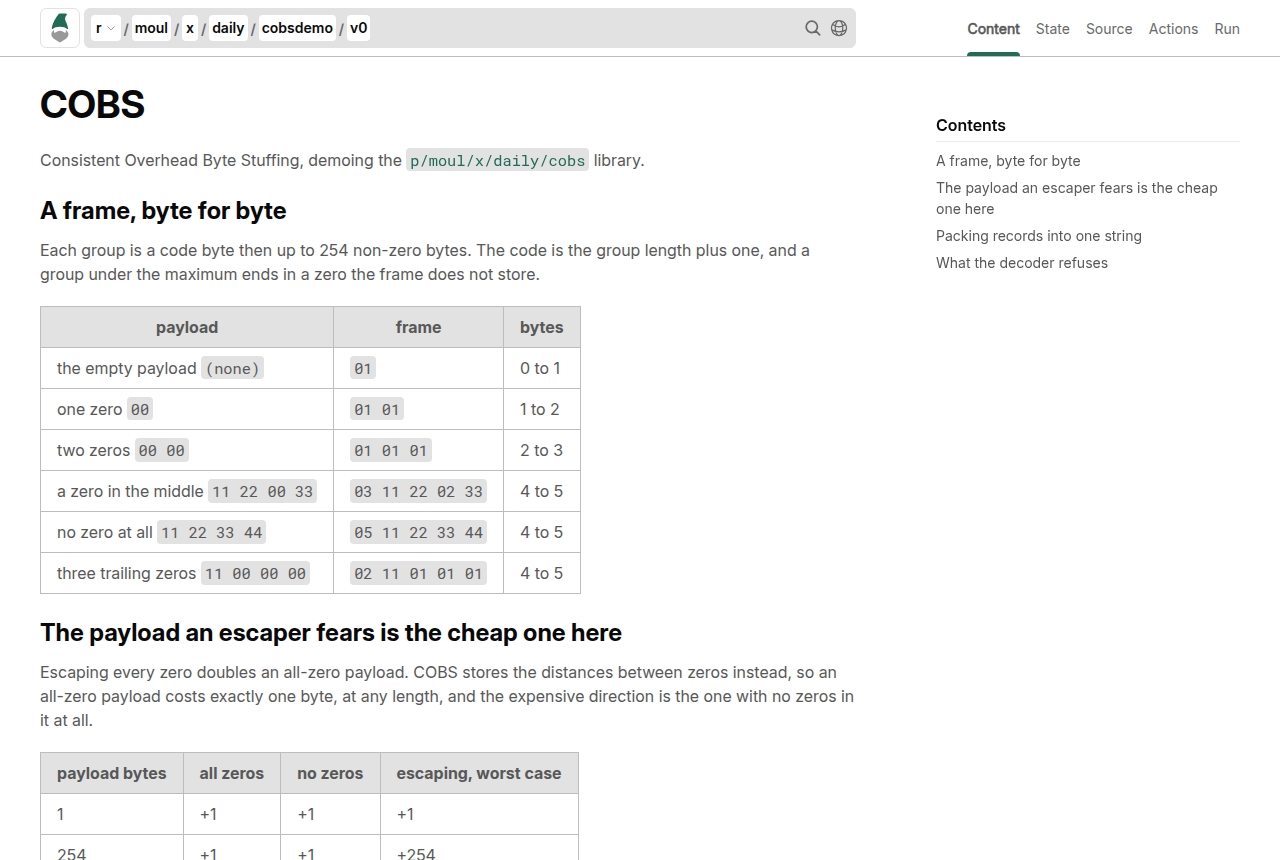 r / moul / x / daily / cobsdemo / v0
Content State Source Actions Run
COBS
Consistent Overhead Byte Stuffing, demoing the p/moul/x/daily/cobs library.
A frame, byte for byte
Each group is a code byte then up to 254 non-zero bytes. The code is the group length plus one, and a
group under the maximum ends in a zero the frame does not store.
payload frame bytes
the empty payload (none) 01 0 to 1
one zero 00 01 01 1 to 2
two zeros 00 00 01 01 01 2 to 3
a zero in the middle 11 22 00 33 03 11 22 02 33 4 to 5
no zero at all 11 22 33 44 05 11 22 33 44 4 to 5
three trailing zeros 11 00 00 00 02 11 01 01 01 4 to 5
The payload an escaper fears is the cheap one here
Escaping every zero doubles an all-zero payload. COBS stores the distances between zeros instead, so an
all-zero payload costs exactly one byte, at any length, and the expensive direction is the one with no zeros in
it at all.
payload bytes all zeros no zeros escaping, worst case
1 +1 +1 +1
254 +1 +1 +254
Contents
A frame, byte for byte
The payload an escaper fears is the cheap
one here
Packing records into one string
What the decoder refuses